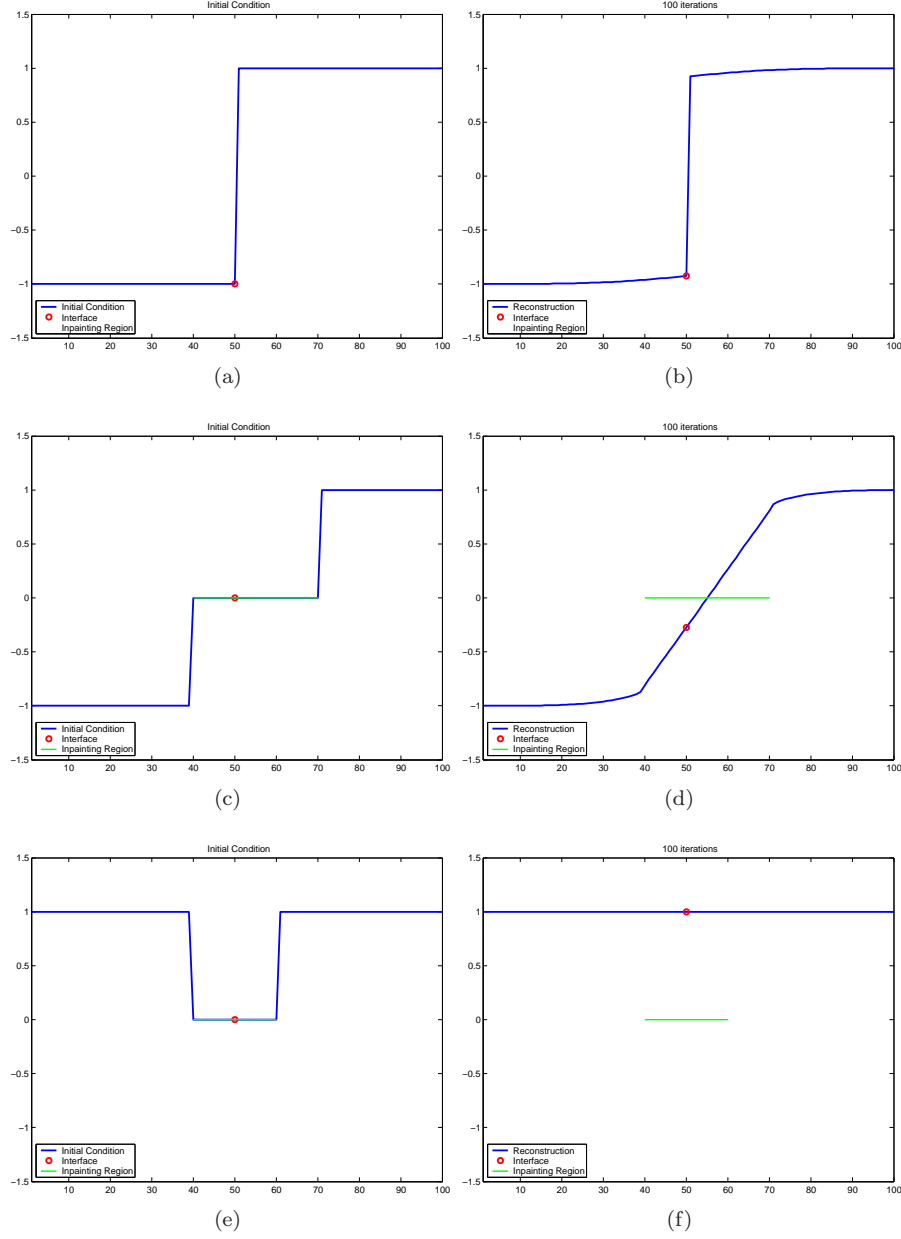 Initial Condition
1.5
1
0.5
0
−0.5
−1
−1.5
Initial Condition
Interface
Inpainting Region
10 20 30 40 50 60 70 80 90 100
(a)
100 iterations
1.5
1
0.5
0
−0.5
−1
−1.5
Reconstruction
Interface
Inpainting Region
10 20 30 40 50 60 70 80 90 100
(b)
Initial Condition
1.5
1
0.5
0
−0.5
−1
−1.5
Initial Condition
Interface
Inpainting Region
10 20 30 40 50 60 70 80 90 100
(c)
100 iterations
1.5
1
0.5
0
−0.5
−1
−1.5
Reconstruction
Interface
Inpainting Region
10 20 30 40 50 60 70 80 90 100
(d)
Initial Condition
1.5
1
0.5
0
−0.5
−1
−1.5
Initial Condition
Interface
Inpainting Region
10 20 30 40 50 60 70 80 90 100
(e)
100 iterations
1.5
1
0.5
0
−0.5
−1
−1.5
Reconstruction
Interface
Inpainting Region
10 20 30 40 50 60 70 80 90 100
(f)